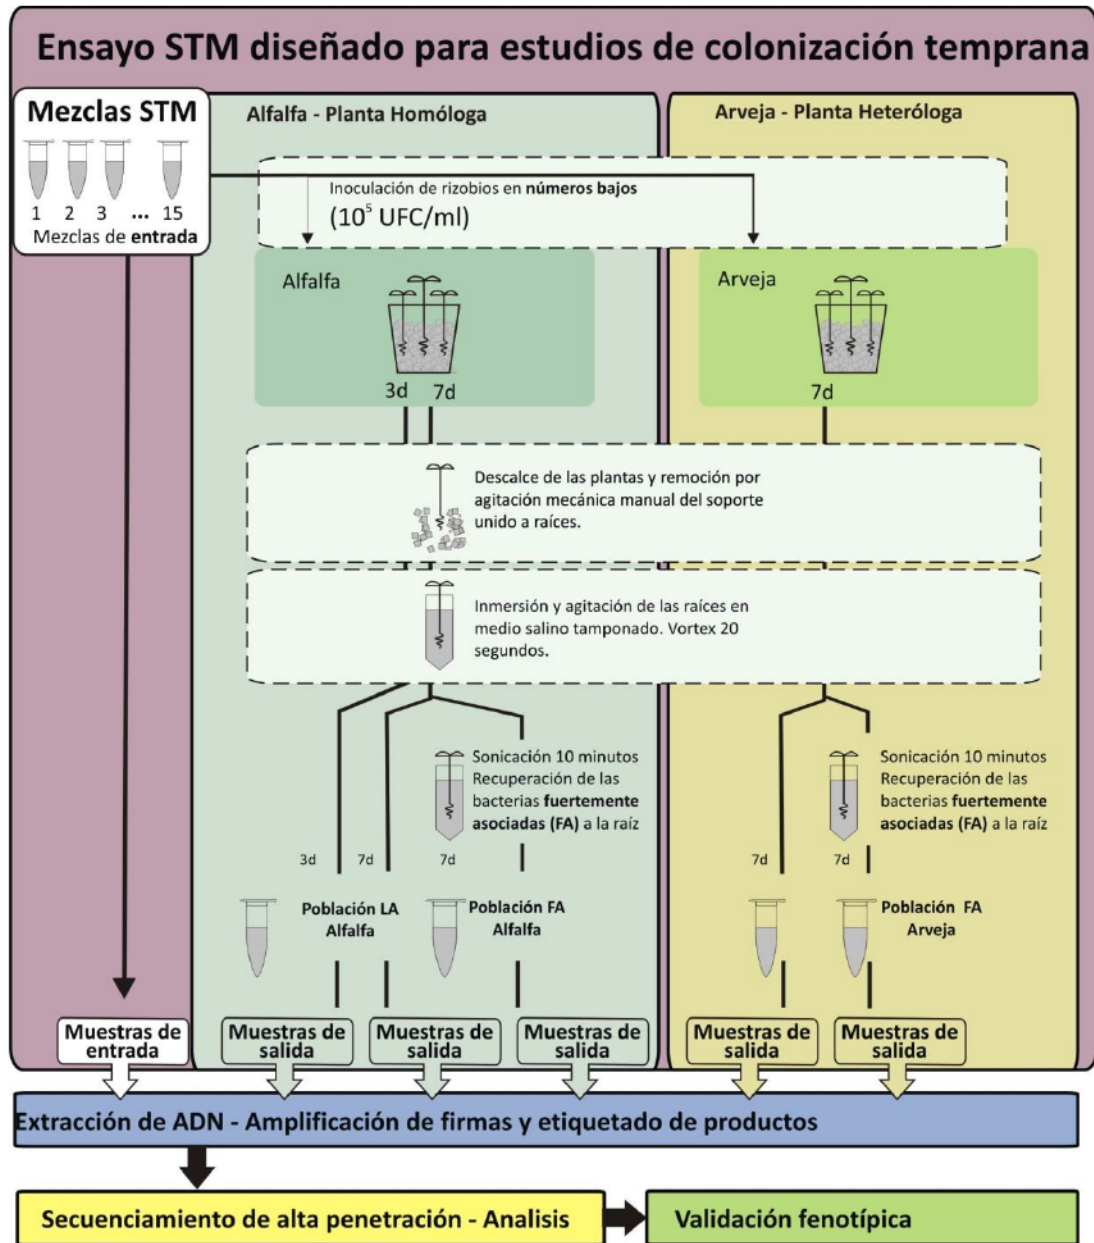 Ensayo STM diseñado para estudios de colonización temprana
Mezclas STM
1 2 3 ... 15
Mezclas de entrada
Alfalfa - Planta Homóloga
Arveja - Planta Heteróloga
Inoculación de rizobios en números bajos
(10⁵ UFC/ml)
Alfalfa
3d 7d
Arveja
7d
Descalce de las plantas y remoción por
agitación mecánica manual del soporte
unido a raíces.
Inmersión y agitación de las raíces en
medio salino tamponado. Vortex 20
segundos.
Sonicación 10 minutos
Recuperación de las
bacterias fuertemente
asociadas (FA) a la raíz
Sonicación 10 minutos
Recuperación de las
bacterias fuertemente
asociadas (FA) a la raíz
3d 7d 7d
7d 7d
Población LA
Alfalfa
Población FA
Alfalfa
Población FA
Arveja
Muestras de
entrada
Muestras de
salida
Muestras de
salida
Muestras de
salida
Muestras de
salida
Muestras de
salida
Extracción de ADN - Amplificación de firmas y etiquetado de productos
Secuenciamiento de alta penetración - Analisis
Validación fenotípica